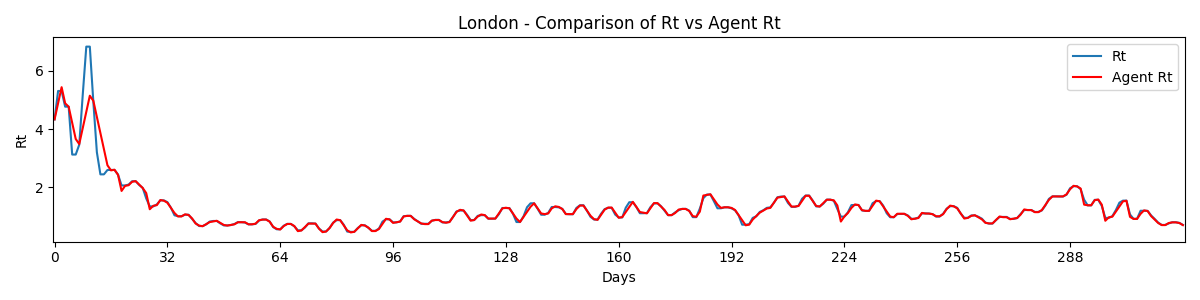 London - Comparison of Rt vs Agent Rt
Rt
Agent Rt
Rt
6
4
2
0 32 64 96 128 160 192 224 256 288
Days